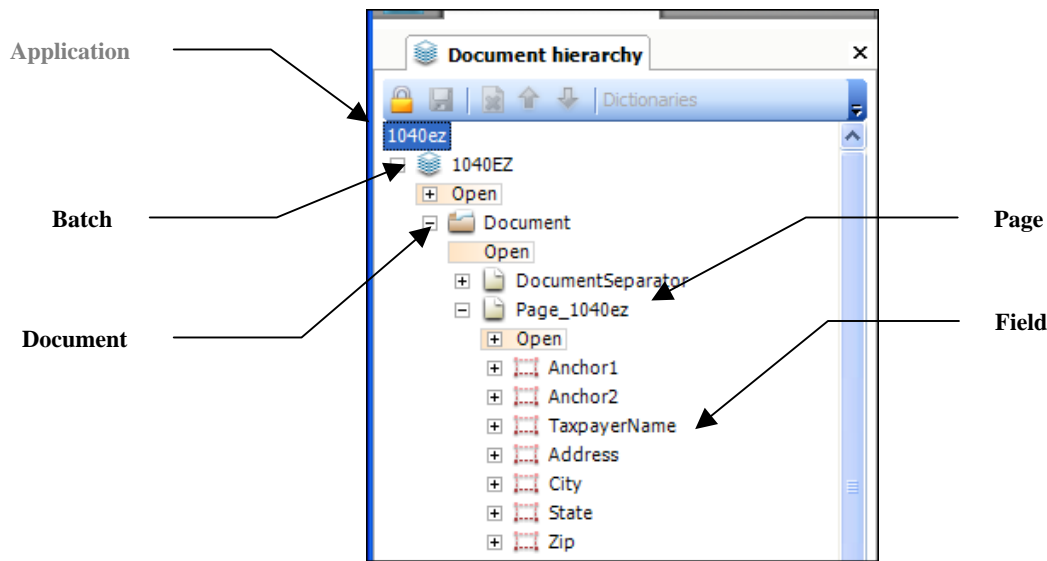 Application
Document hierarchy
Dictionaries
1040ez
1040EZ
Open
Batch
Document
Page
Open
DocumentSeparator
Page_1040ez
Document
Field
Open
Anchor1
Anchor2
TaxpayerName
Address
City
State
Zip